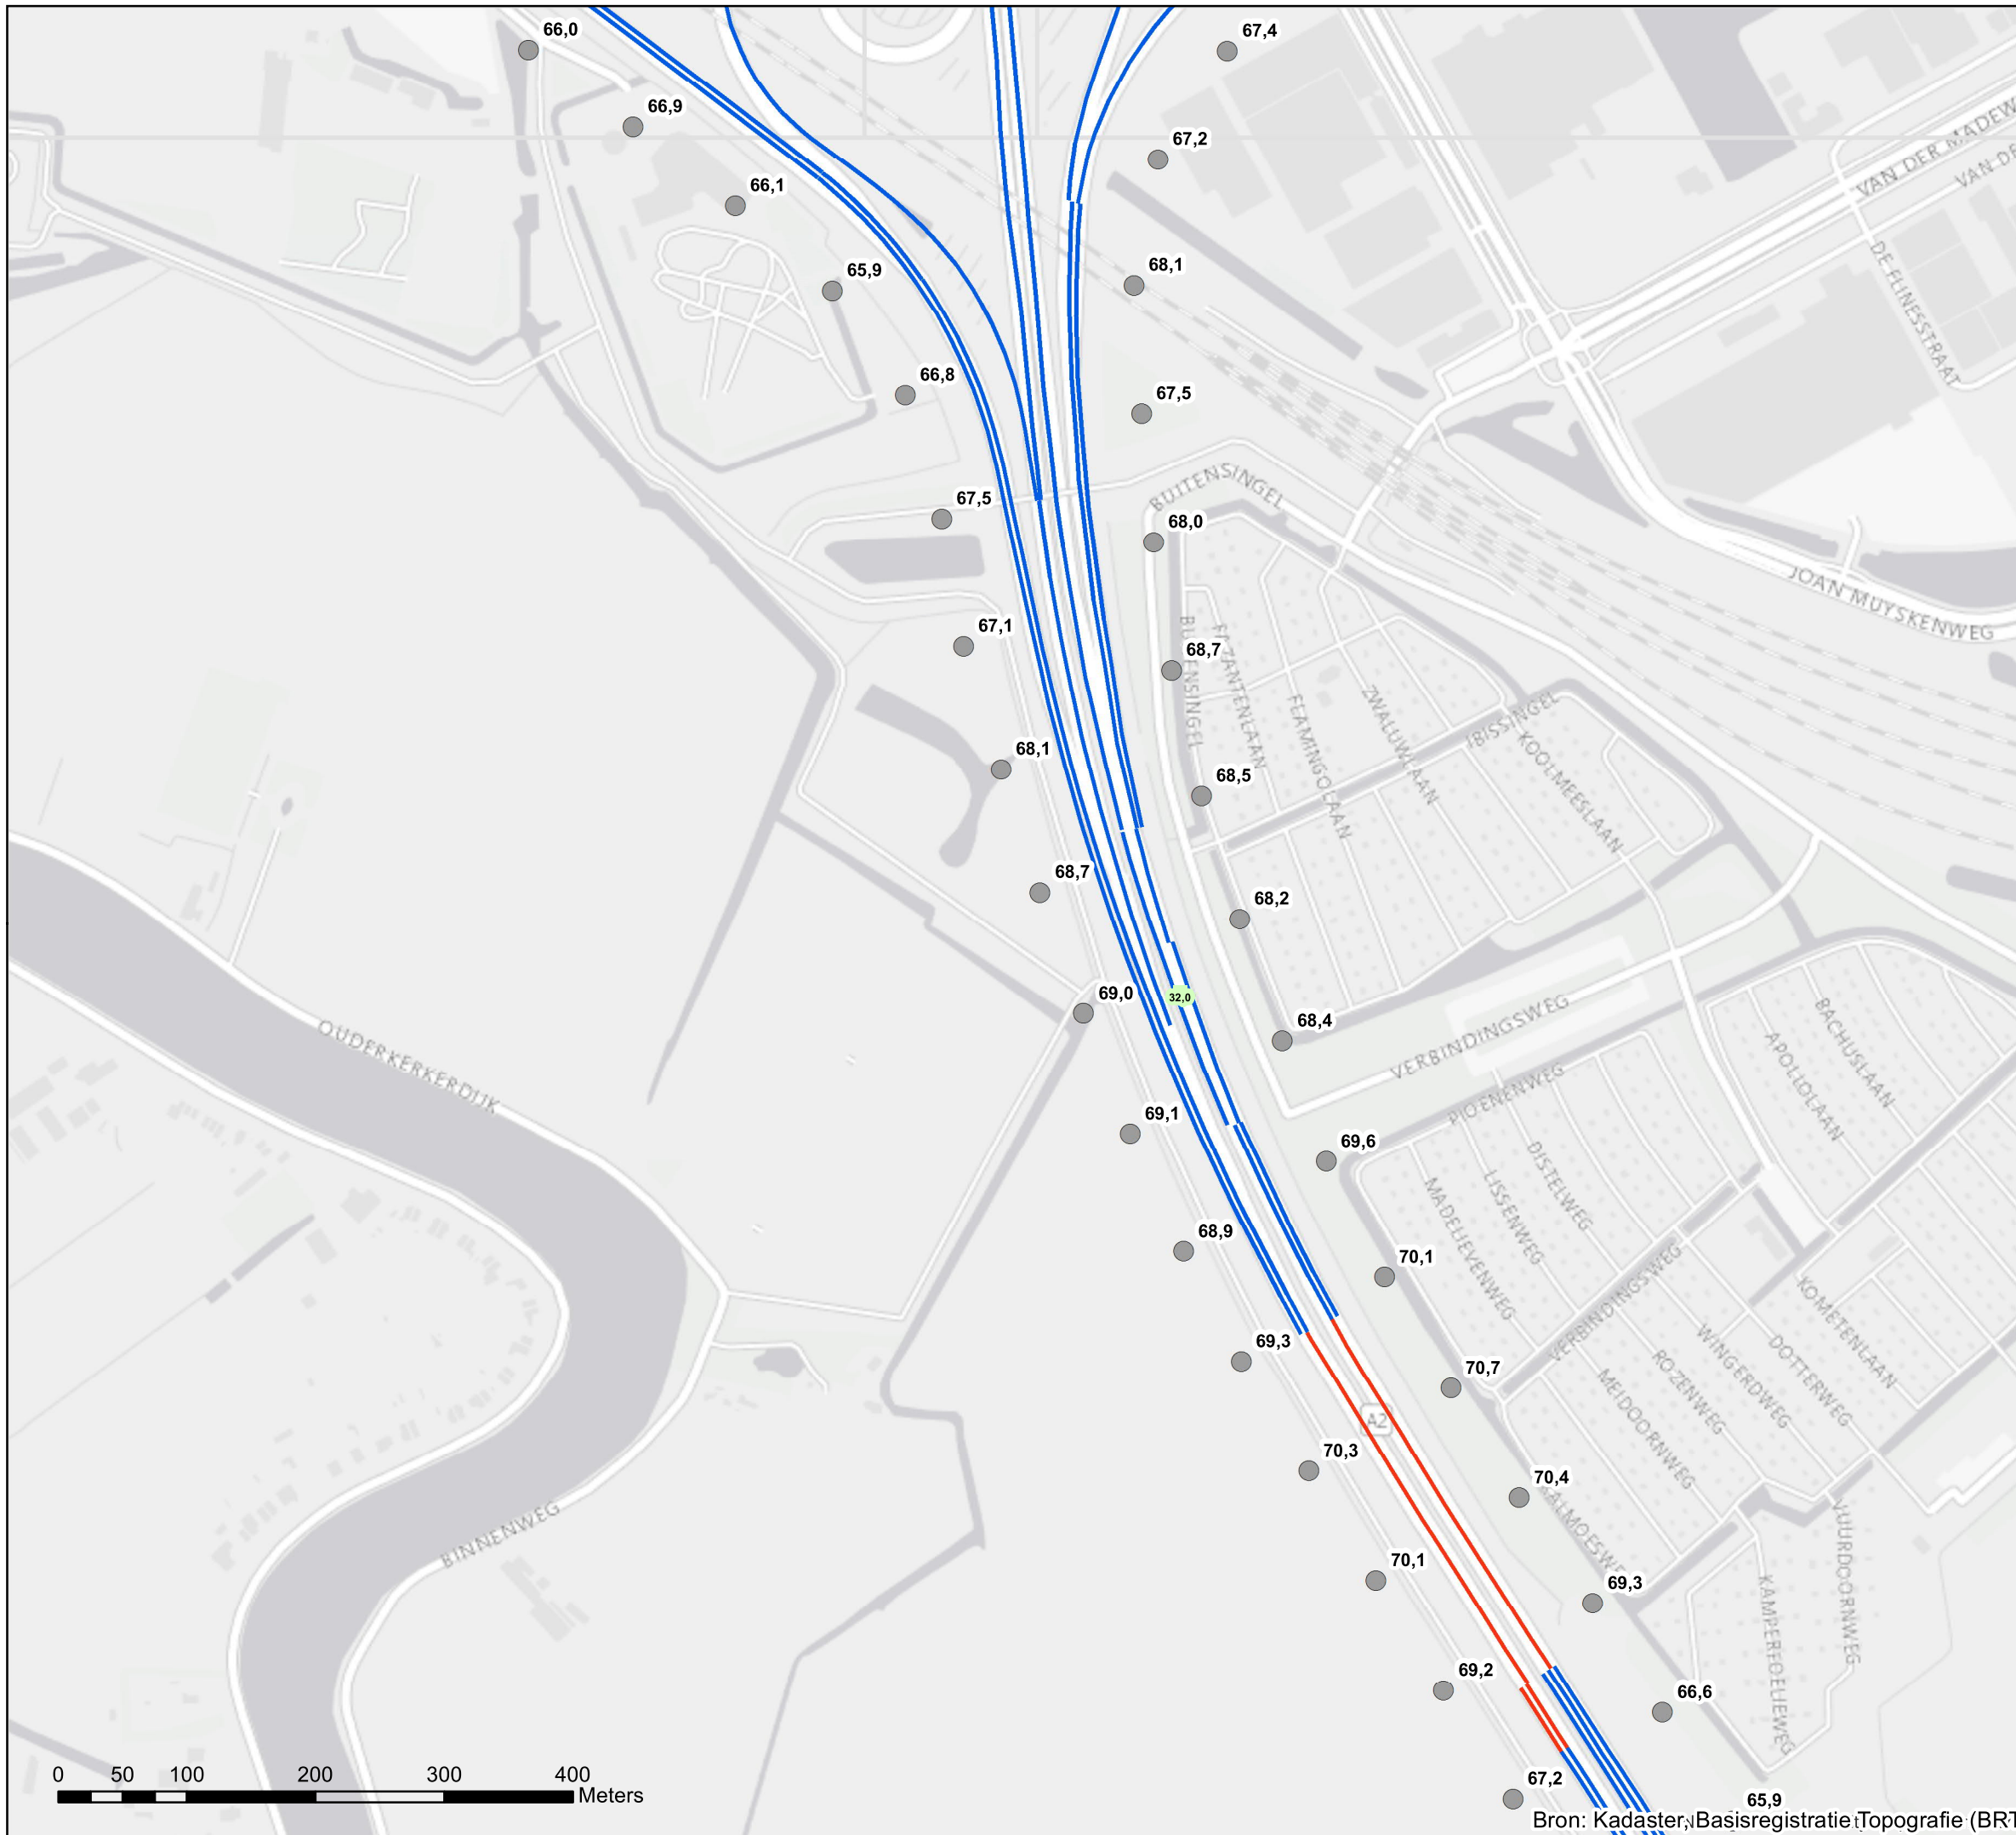 66,0
67,4
66,9
67,2
VAN DER MADEW
VAN DE
66,1
68,1
65,9
DE FLINESSTRAAT
66,8
67,5
67,5
BUITENSINGEL
68,0
JOAN MUYSKENWEG
67,1
68,7
BUITENSINGEL
FAZANTENLAAN
FLAMINGOLAAN
ZWALUWLAAN
IBISSINGEL
KOOLMEESLAAN
68,1
68,5
68,7
68,2
69,0
32,0
68,4
VERBINDINGSWEG
BACHUSLAAN
APOLLOLAAN
OUDERKERKERDIJK
PIOENENWEG
69,1
69,6
DISTELWEG
LISSENWEG
MADELIEVENWEG
68,9
70,1
VERBINDINGSWEG
KOMETENLAAN
69,3
70,7
DOTTERWEG
WINGERDWEG
ROZENWEG
MEIDOORNWEG
A2
70,3
70,4
VUURDOORNWEG
BINNENWEG
70,1
69,3
KAMPERFOELIEWEG
69,2
66,6
67,2
65,9
0 50 100 200 300 400
Meters
Bron: Kadaster, Basisregistratie Topografie (BRT